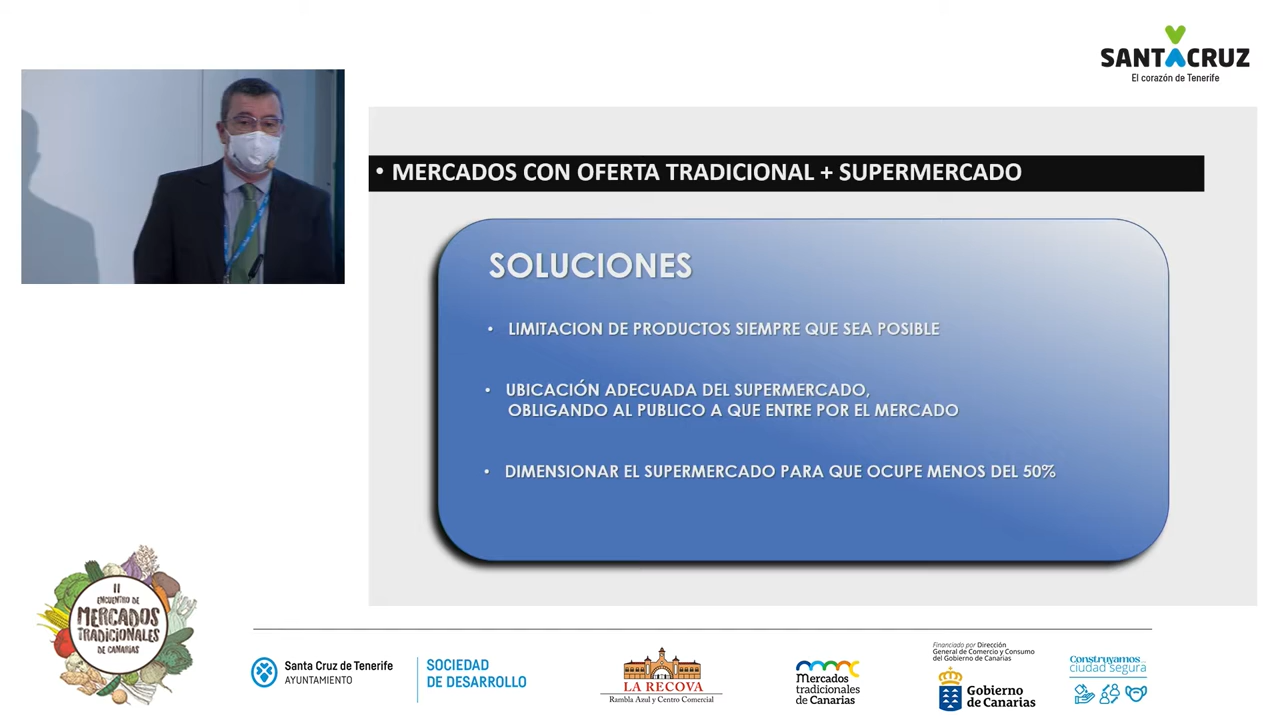 SANTACRUZ
El corazón de Tenerife
• MERCADOS CON OFERTA TRADICIONAL + SUPERMERCADO
SOLUCIONES
• LIMITACION DE PRODUCTOS SIEMPRE QUE SEA POSIBLE
• UBICACIÓN ADECUADA DEL SUPERMERCADO,
OBLIGANDO AL PUBLICO A QUE ENTRE POR EL MERCADO
• DIMENSIONAR EL SUPERMERCADO PARA QUE OCUPE MENOS DEL 50%
II
ENCUENTRO DE
MERCADOS
TRADICIONALES
DE CANARIAS
Santa Cruz de Tenerife
AYUNTAMIENTO
SOCIEDAD
DE DESARROLLO
LA RECOVA
Rambla Azul y Centro Comercial
Mercados
tradicionales
de Canarias
Financiado por Dirección
General de Comercio y Consumo
del Gobierno de Canarias
Gobierno
de Canarias
Construyamos...
ciudad segura